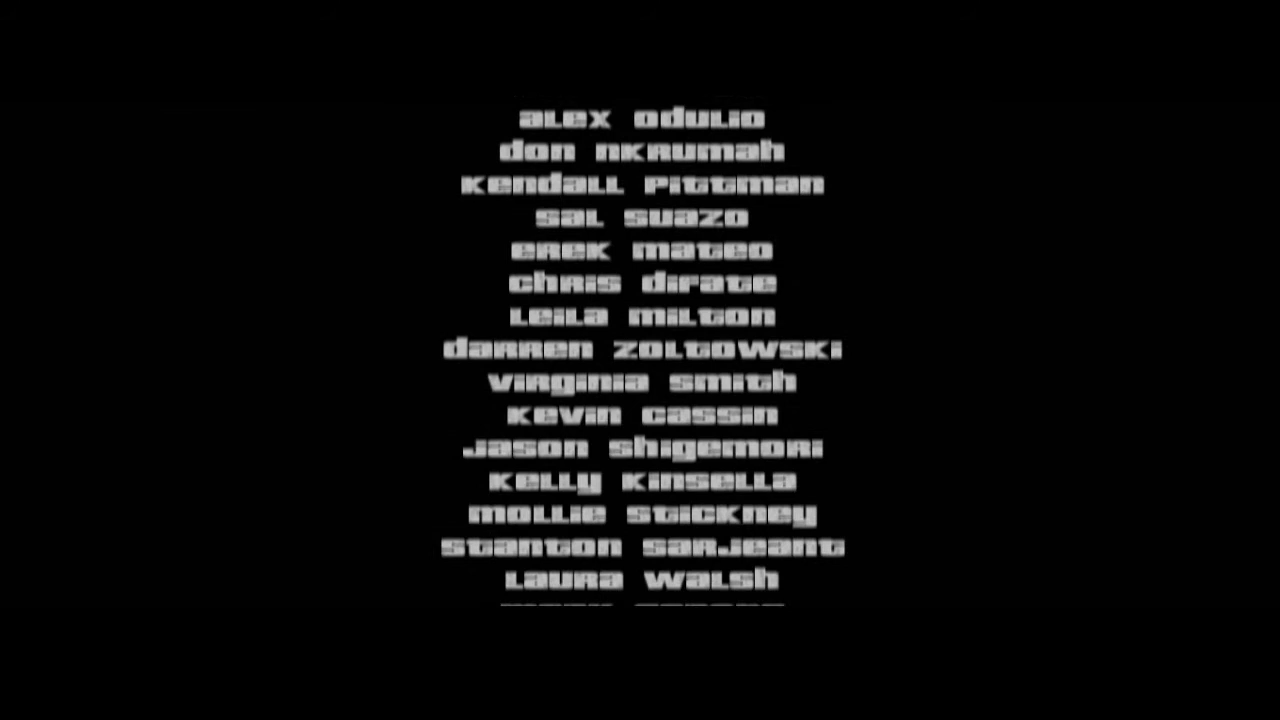 alex odulio
don nkrumah
kendall pittman
sal suazo
erek mateo
chris difate
leila milton
darren zoltowski
virginia smith
kevin cassin
jason shigemori
kelly kinsella
mollie stickney
stanton sarjeant
laura walsh